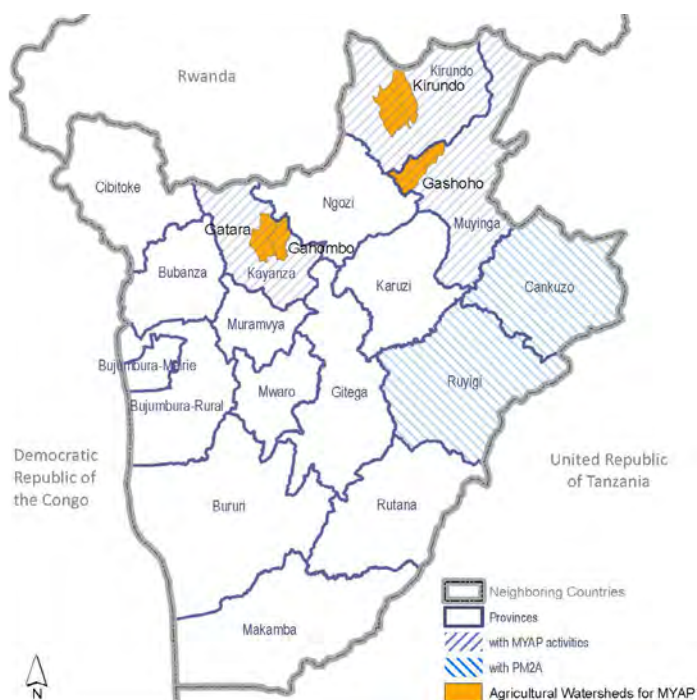 Rwanda
Kirundo
Kirundo
Cibitoke
Gashoho
Ngozi
Gatara
Gahombo
Muyinga
Kayanza
Bubanza
Karuzi
Cankuzo
Muramvya
Bujumbura-Mairie
Ruyigi
Mwaro
Gitega
Bujumbura-Rural
Democratic
Republic of
the Congo
United Republic
of Tanzania
Bururi
Rutana
Makamba
Neighboring Countries
Provinces
with MYAP activities
with PM2A
Agricultural Watersheds for MYAP
N